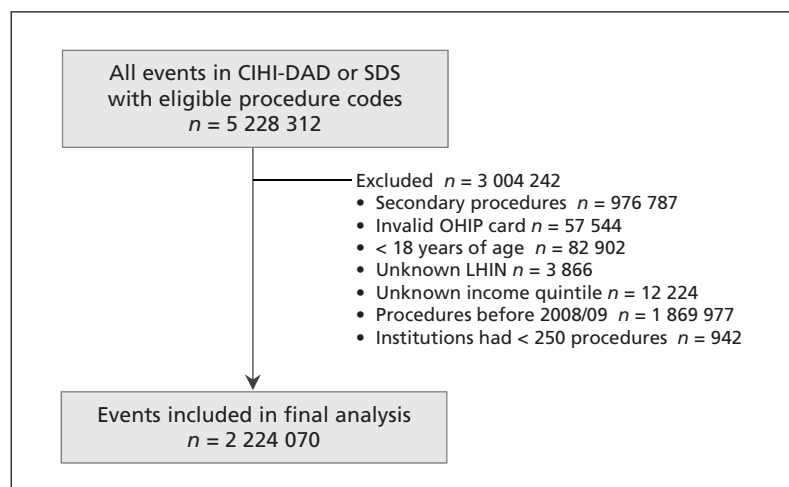 All events in CIHI-DAD or SDS
with eligible procedure codes
n = 5 228 312
Excluded n = 3 004 242
• Secondary procedures n = 976 787
• Invalid OHIP card n = 57 544
• < 18 years of age n = 82 902
• Unknown LHIN n = 3 866
• Unknown income quintile n = 12 224
• Procedures before 2008/09 n = 1 869 977
• Institutions had < 250 procedures n = 942
Events included in final analysis
n = 2 224 070